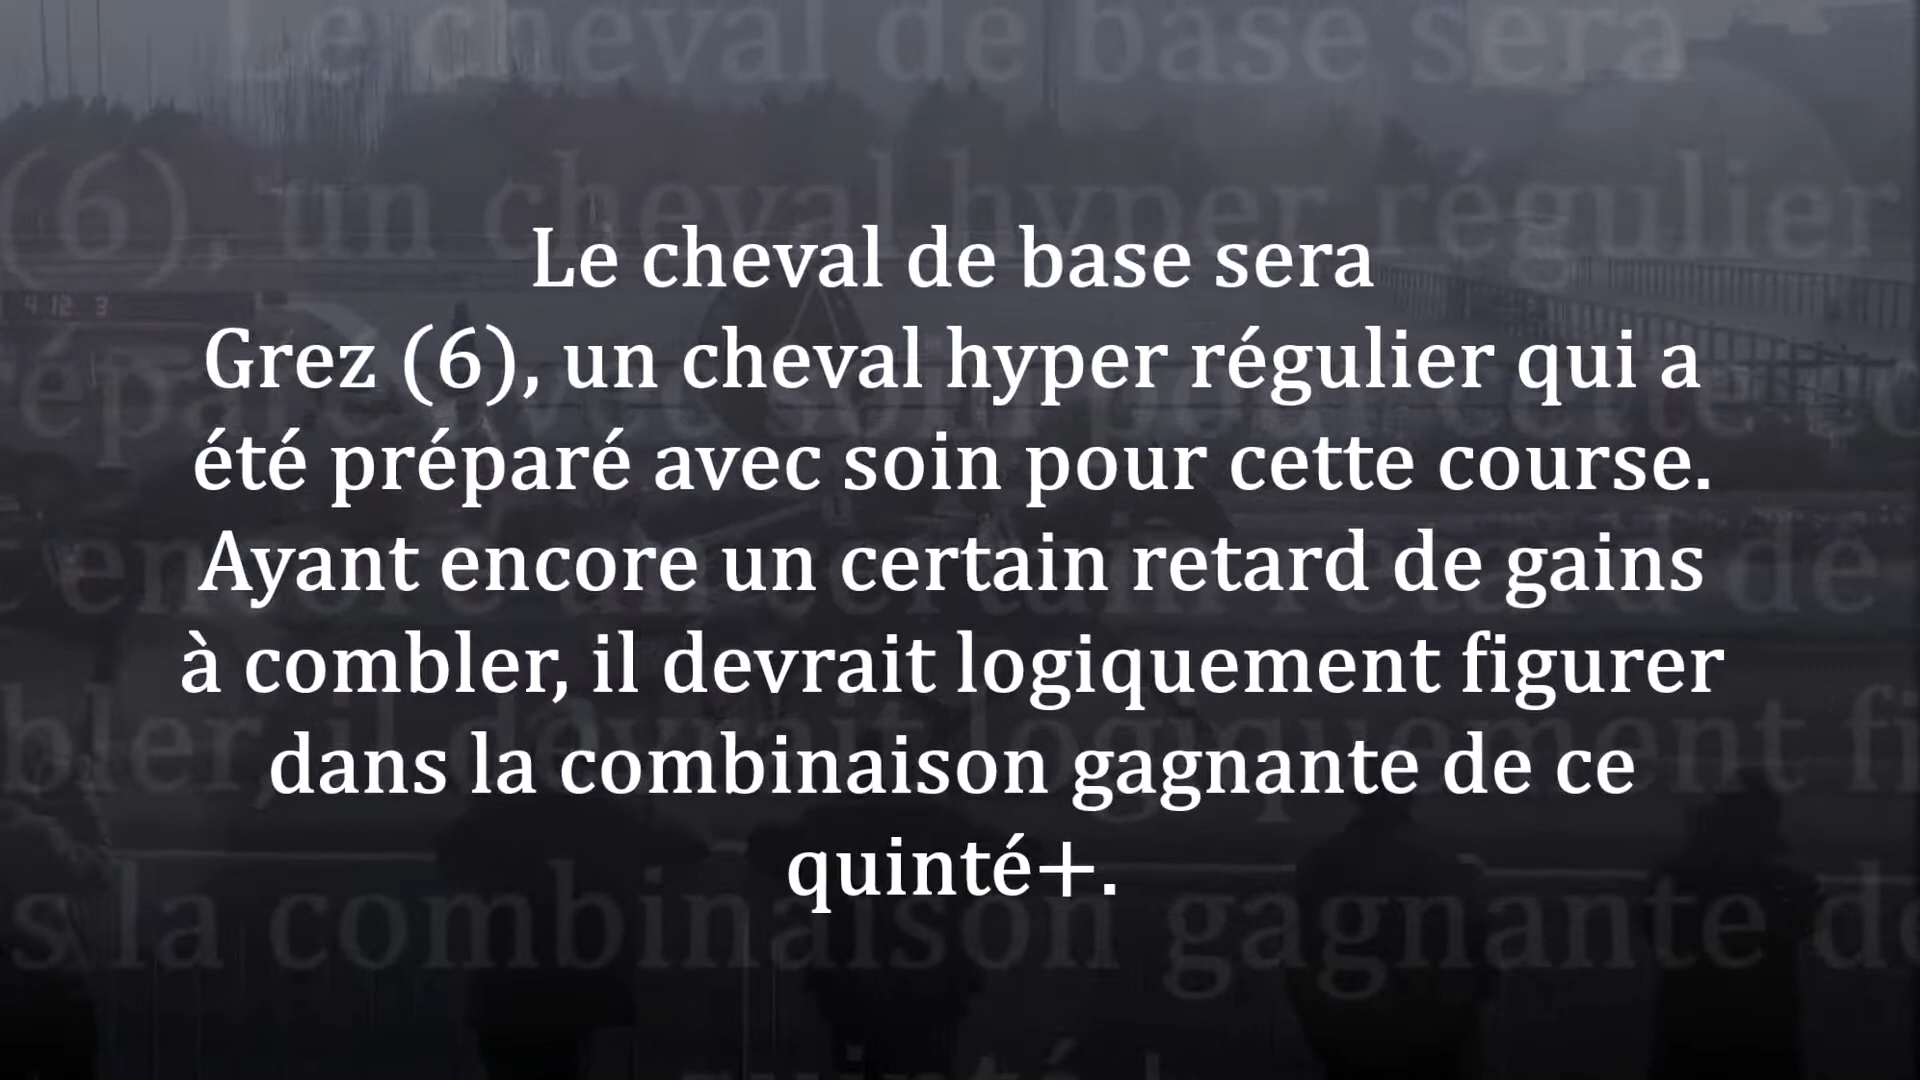 Le cheval de base sera
Grez (6), un cheval hyper régulier qui a
été préparé avec soin pour cette course.
Ayant encore un certain retard de gains
à combler, il devrait logiquement figurer
dans la combinaison gagnante de ce
quinté+.